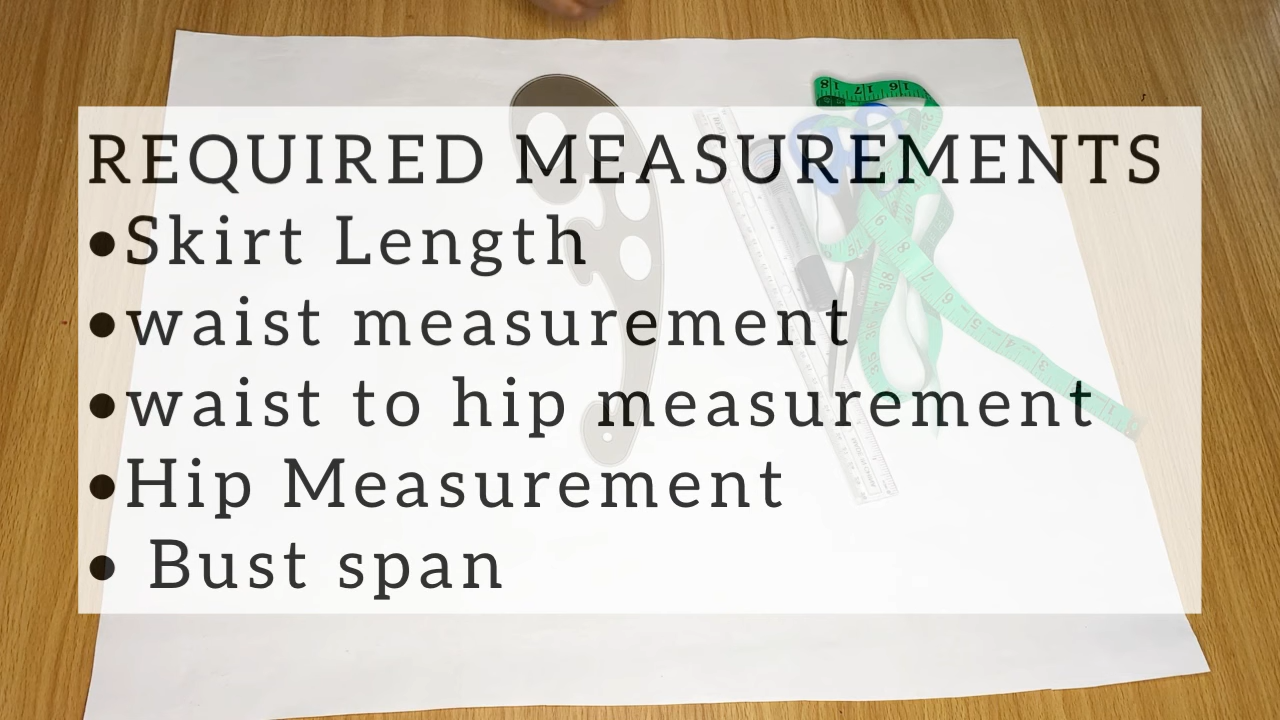 REQUIRED MEASUREMENTS
•Skirt Length
•waist measurement
•waist to hip measurement
•Hip Measurement
• Bust span